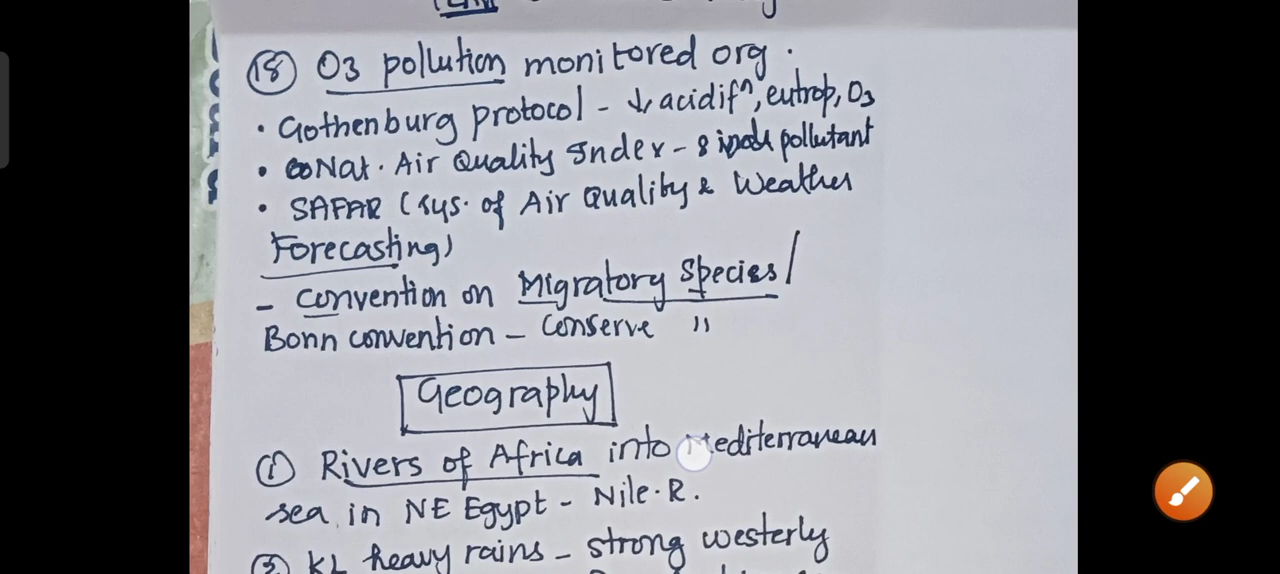 (18) O3 pollution monitored org.
• Gothenburg protocol - ↓ acidifn, eutrop, O3
• Nat. Air Quality Index - 8 pollutant
• SAFAR (sys. of Air Quality & Weather
Forecasting)
- Convention on Migratory Species/
Bonn convention - Conserve "
Geography
① Rivers of Africa into Mediterranean
sea in NE Egypt - Nile. R.
② KL heavy rains - strong westerly